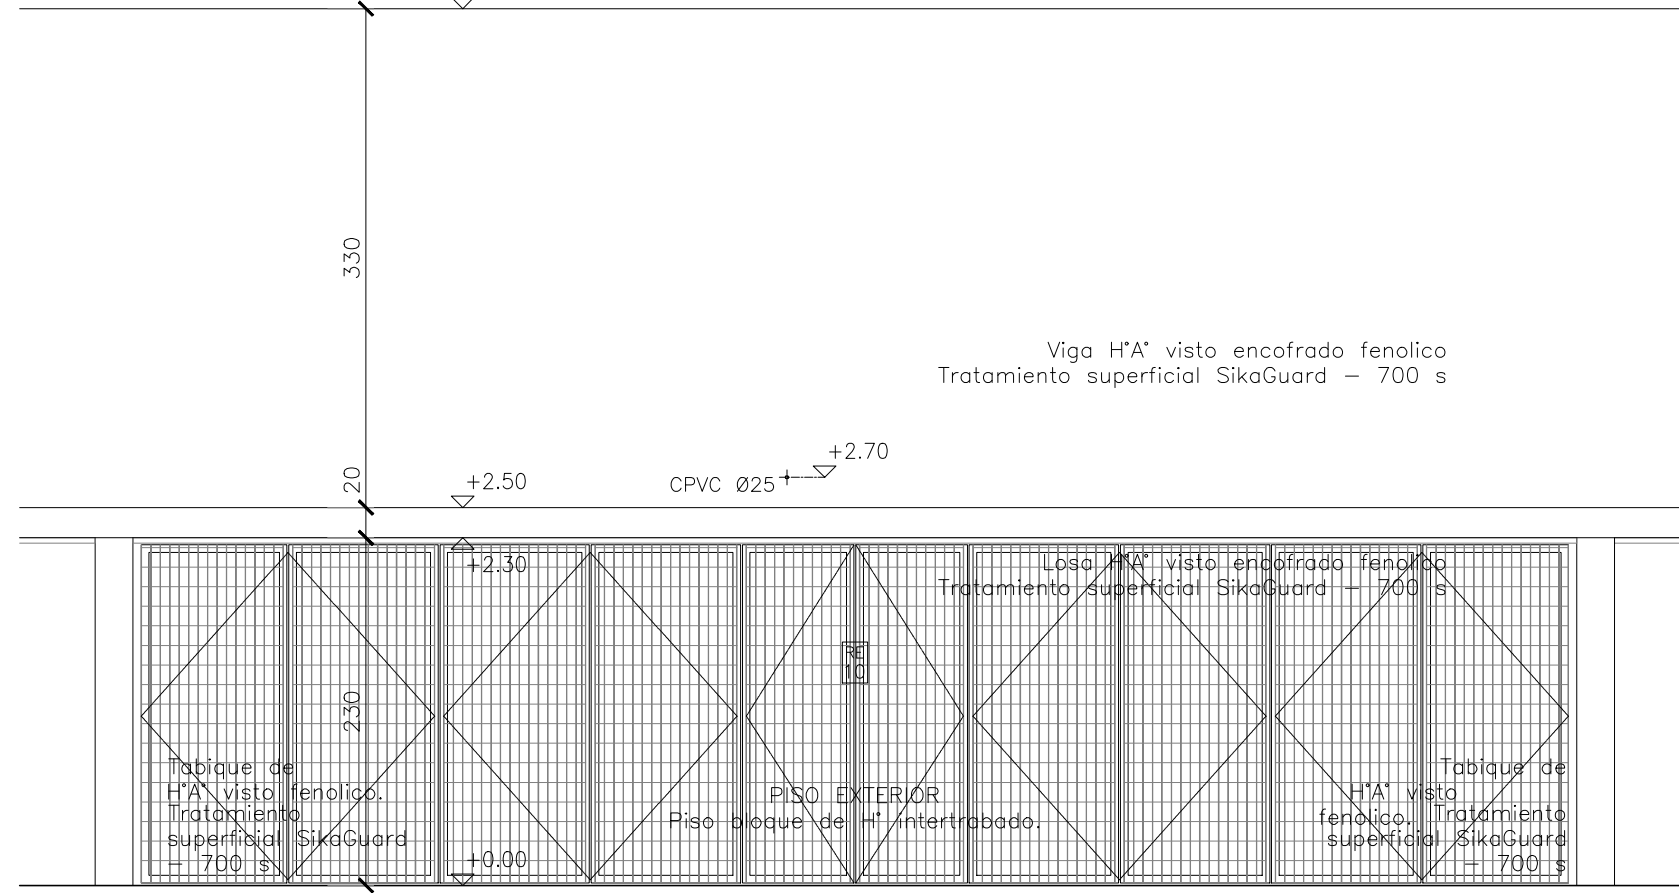 330
Viga H°A° visto encofrado fenolico
Tratamiento superficial SikaGuard – 700 s
+2.70
20
+2.50
CPVC Ø25
+2.30
Losa H°A° visto encofrado fenolico
Tratamiento superficial SikaGuard – 700 s
RE
10
230
Tabique de
H°A° visto fenolico.
Tratamiento
superficial SikaGuard
– 700 s
PISO EXTERIOR
Piso bloque de H° intertrabado.
Tabique de
H°A° visto
fenolico. Tratamiento
superficial SikaGuard
– 700 s
+0.00